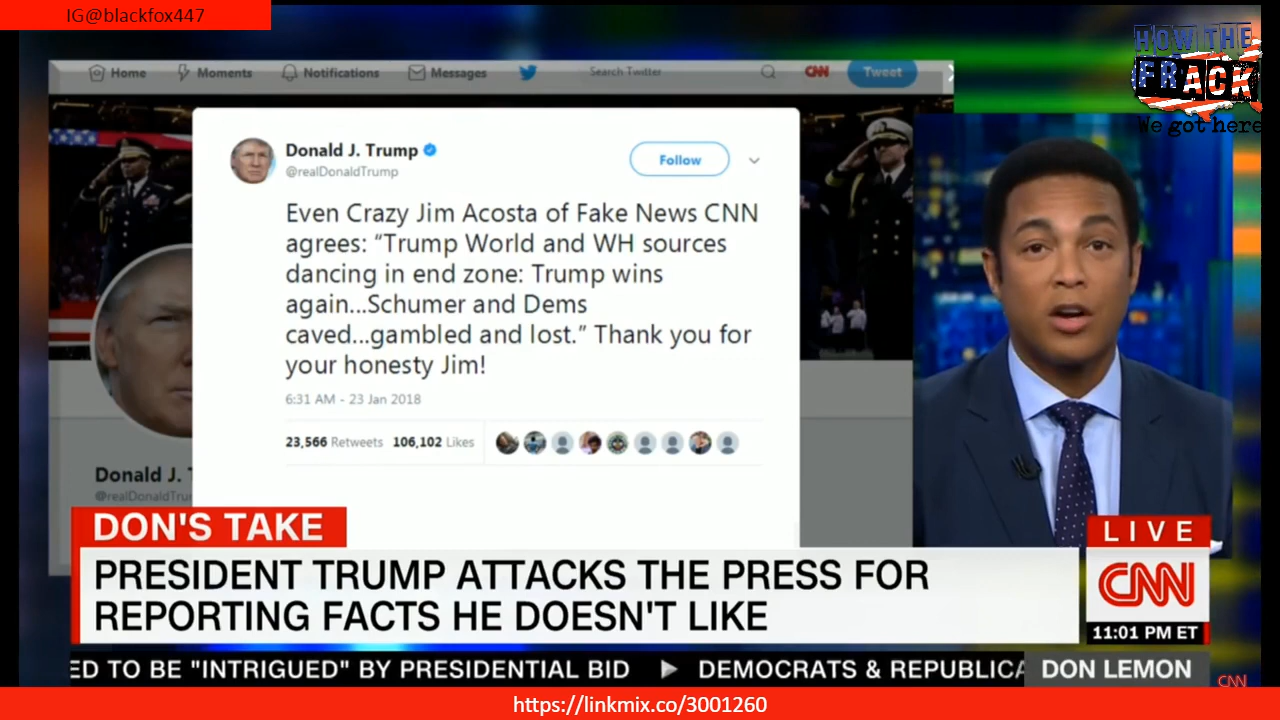 IG@blackfox447
HOW THE
FRACK
We got here
Home Moments Notifications Messages Search Twitter CNN Tweet
Donald J. Trump
@realDonaldTrump
Follow
Even Crazy Jim Acosta of Fake News CNN
agrees: “Trump World and WH sources
dancing in end zone: Trump wins
again...Schumer and Dems
caved...gambled and lost.” Thank you for
your honesty Jim!
6:31 AM - 23 Jan 2018
23,566 Retweets 106,102 Likes
Donald J. T
@realDonaldTru
DON'S TAKE
PRESIDENT TRUMP ATTACKS THE PRESS FOR
REPORTING FACTS HE DOESN'T LIKE
LIVE
CNN
11:01 PM ET
ED TO BE "INTRIGUED" BY PRESIDENTIAL BID ▶ DEMOCRATS & REPUBLICA
DON LEMON
CNN
https://linkmix.co/3001260